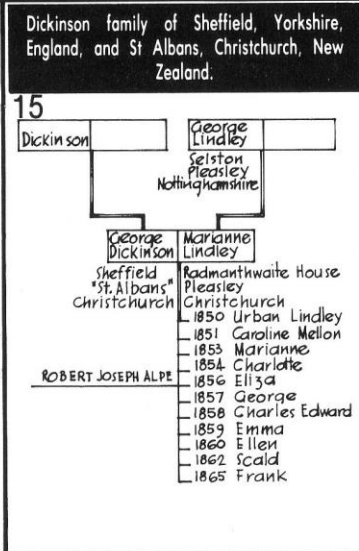 Dickinson family of Sheffield, Yorkshire,
England, and St Albans, Christchurch, New
Zealand.
15
Dickinson
George
Lindley
Selston
Pleasley
Nottinghamshire
George
Dickinson
Marianne
Lindley
Sheffield
"St. Albans"
Christchurch
Radmanthwaite House
Pleasley
Christchurch
1850 Urban Lindley
1851 Caroline Mellon
1853 Marianne
1854 Charlotte
ROBERT JOSEPH ALPE
1856 Eliza
1857 George
1858 Charles Edward
1859 Emma
1860 Ellen
1862 Scald
1865 Frank